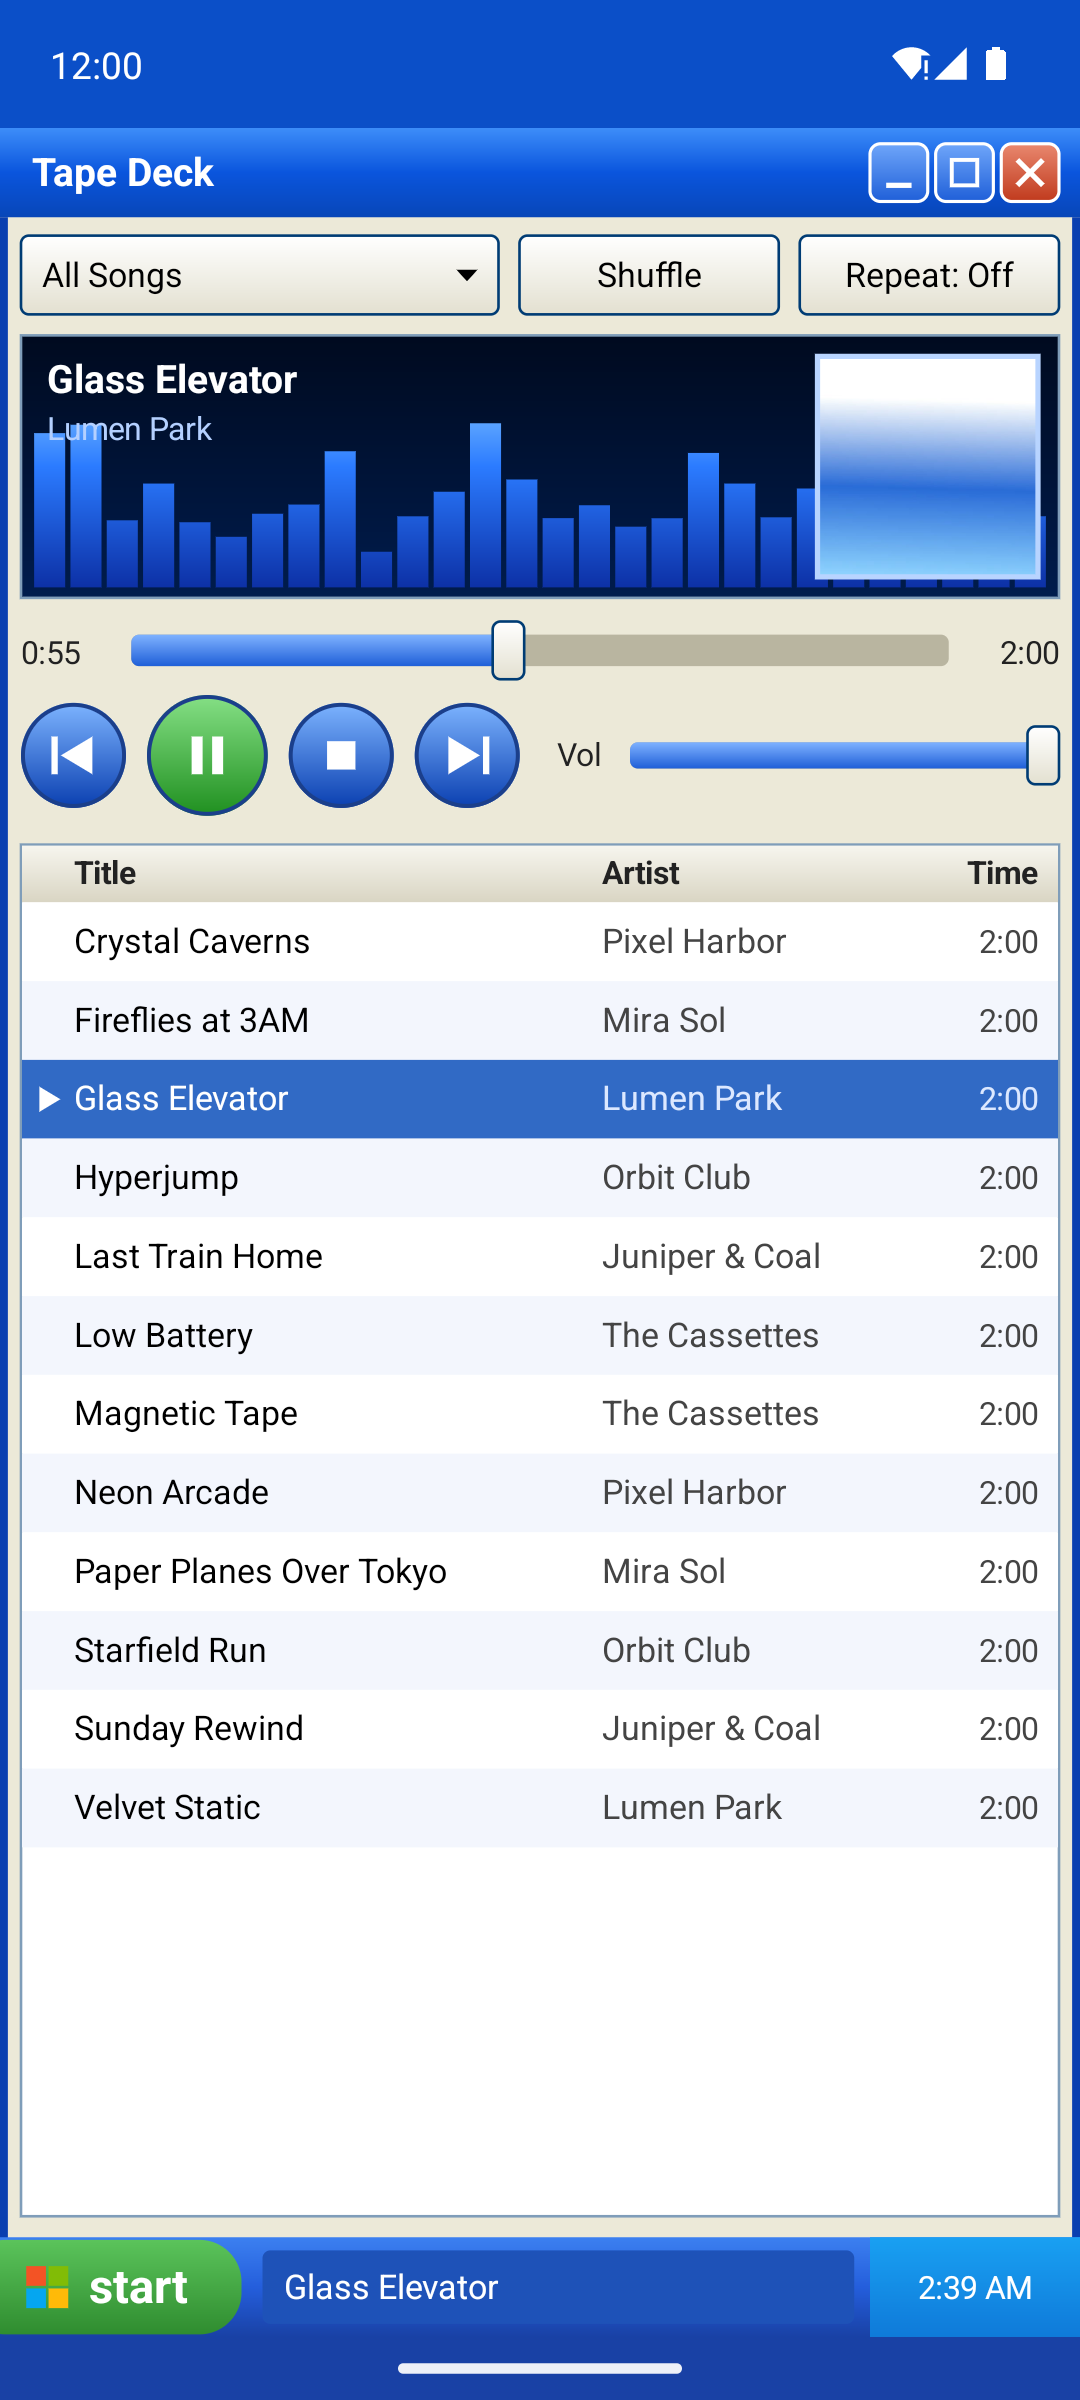 12:00
Tape Deck
All Songs
Shuffle
Repeat: Off
Glass Elevator
Lumen Park
0:55
2:00
Vol
Title Artist Time
Crystal Caverns Pixel Harbor 2:00
Fireflies at 3AM Mira Sol 2:00
Glass Elevator Lumen Park 2:00
Hyperjump Orbit Club 2:00
Last Train Home Juniper & Coal 2:00
Low Battery The Cassettes 2:00
Magnetic Tape The Cassettes 2:00
Neon Arcade Pixel Harbor 2:00
Paper Planes Over Tokyo Mira Sol 2:00
Starfield Run Orbit Club 2:00
Sunday Rewind Juniper & Coal 2:00
Velvet Static Lumen Park 2:00
start
Glass Elevator
2:39 AM